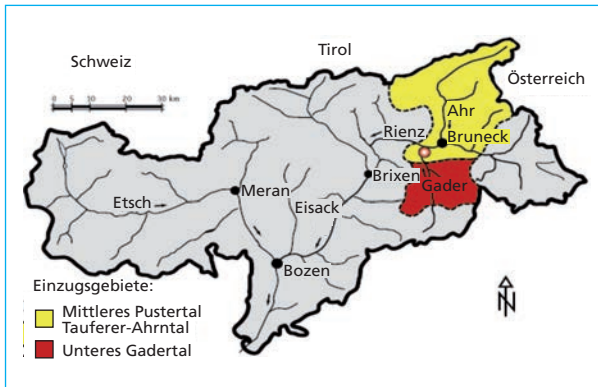 Tirol
Schweiz
Österreich
0 5 10 20 30 km
Ahr
Rienz
Bruneck
Brixen
Gader
Meran
Etsch
Eisack
Bozen
Einzugsgebiete:
Mittleres Pustertal
Tauferer-Ahrntal
Unteres Gadertal
N